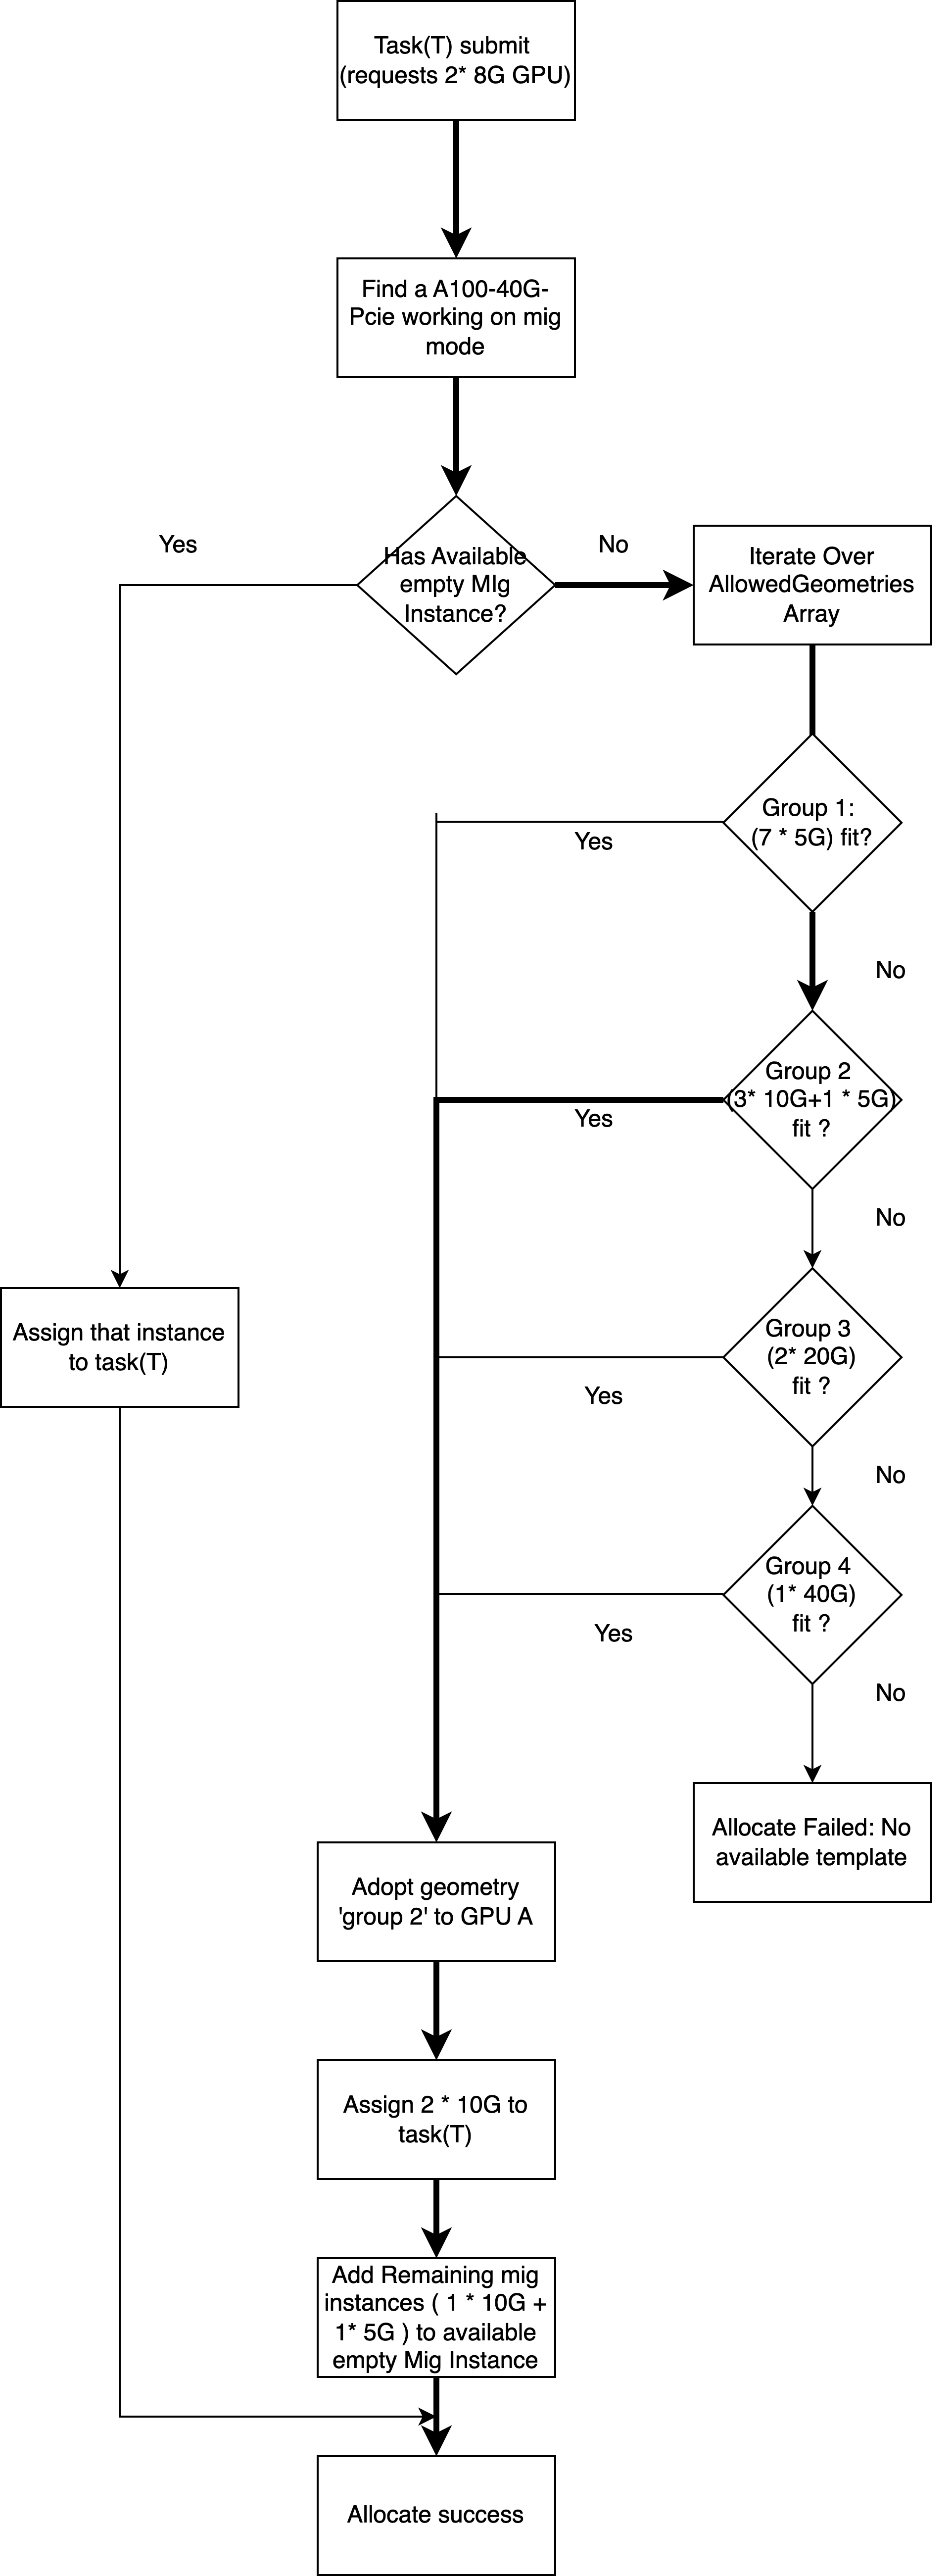 Task(T) submit
(requests 2* 8G GPU)
Find a A100-40G-
Pcie working on mig
mode
Yes
Has Available
empty MIg
Instance?
No
Iterate Over
AllowedGeometries
Array
Group 1:
(7 * 5G) fit?
Yes
No
Group 2
(3* 10G+1 * 5G)
fit ?
Yes
No
Assign that instance
to task(T)
Group 3
(2* 20G)
fit ?
Yes
No
Group 4
(1* 40G)
fit ?
Yes
No
Allocate Failed: No
available template
Adopt geometry
'group 2' to GPU A
Assign 2 * 10G to
task(T)
Add Remaining mig
instances ( 1 * 10G +
1* 5G ) to available
empty Mig Instance
Allocate success